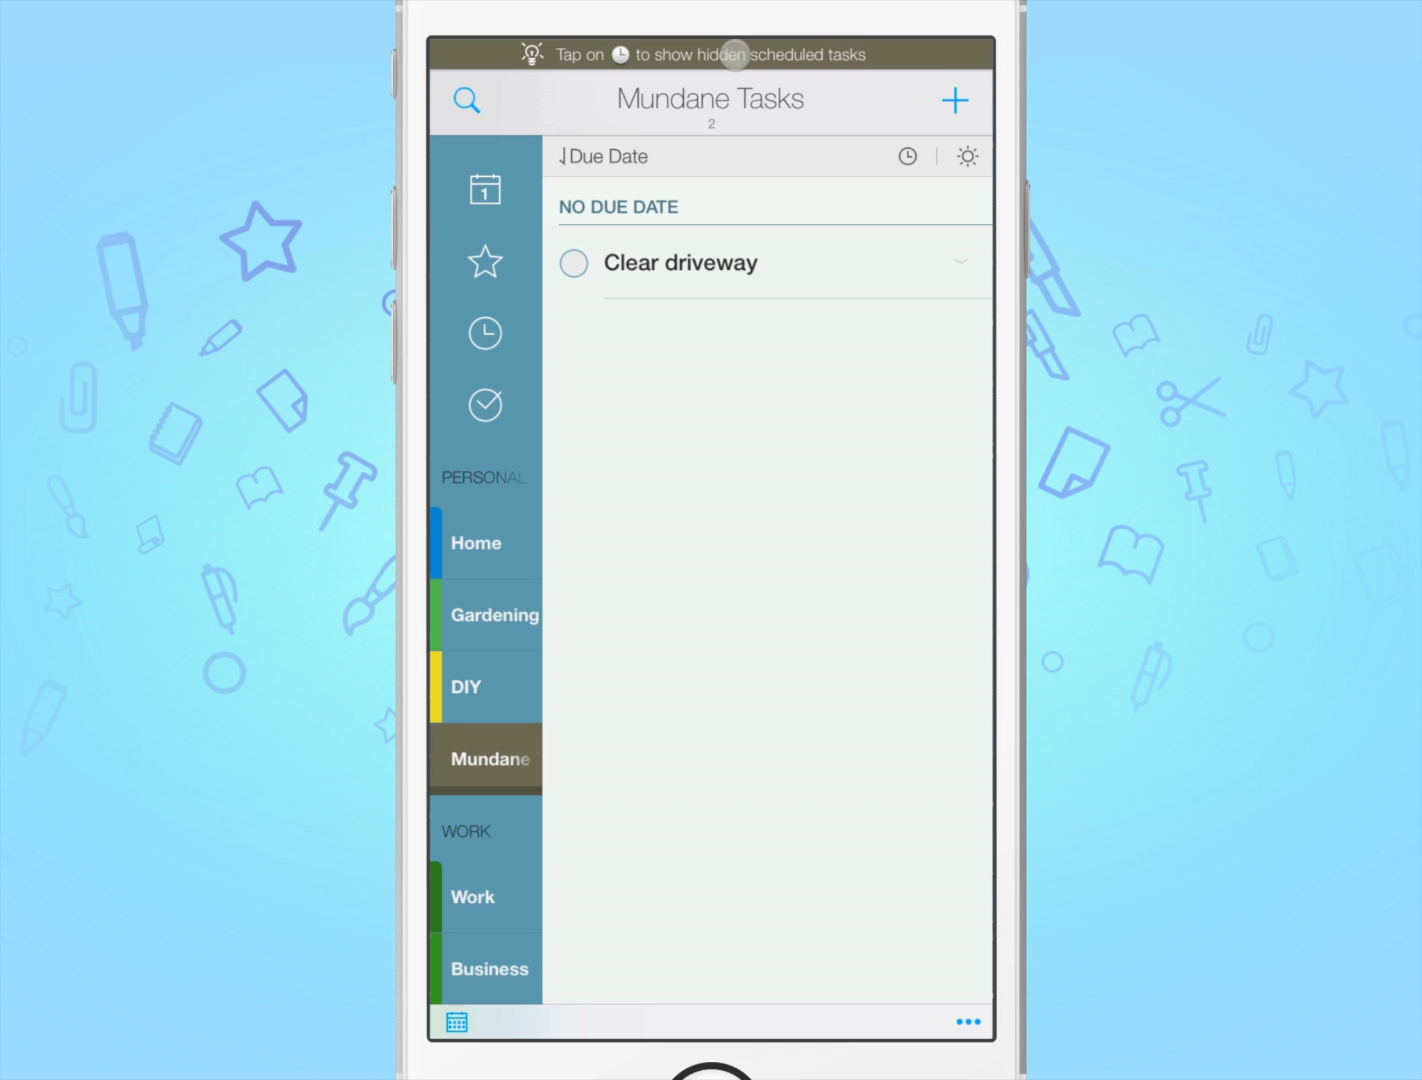 Tap on to show hidden scheduled tasks
Mundane Tasks
2
Due Date
1
NO DUE DATE
Clear driveway
PERSONAL
Home
Gardening
DIY
Mundane
WORK
Work
Business